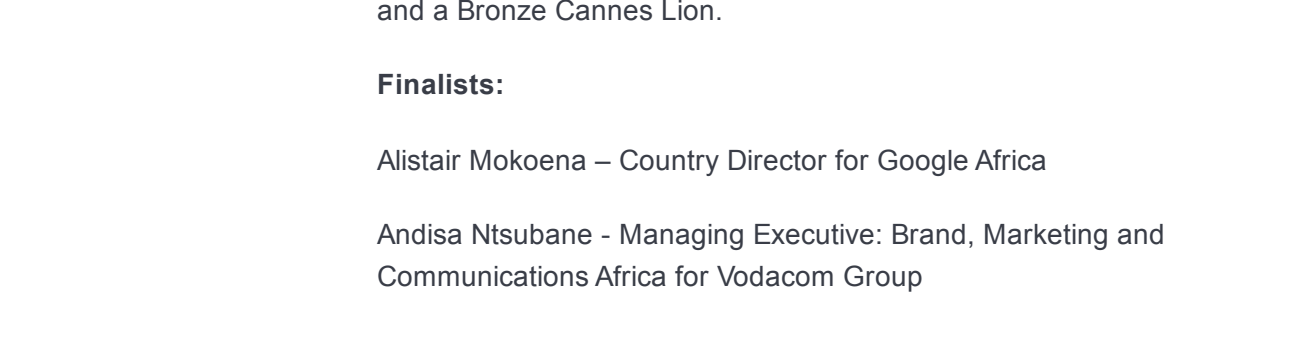 and a Bronze Cannes Lion.
Finalists:
Alistair Mokoena – Country Director for Google Africa
Andisa Ntsubane - Managing Executive: Brand, Marketing and
Communications Africa for Vodacom Group